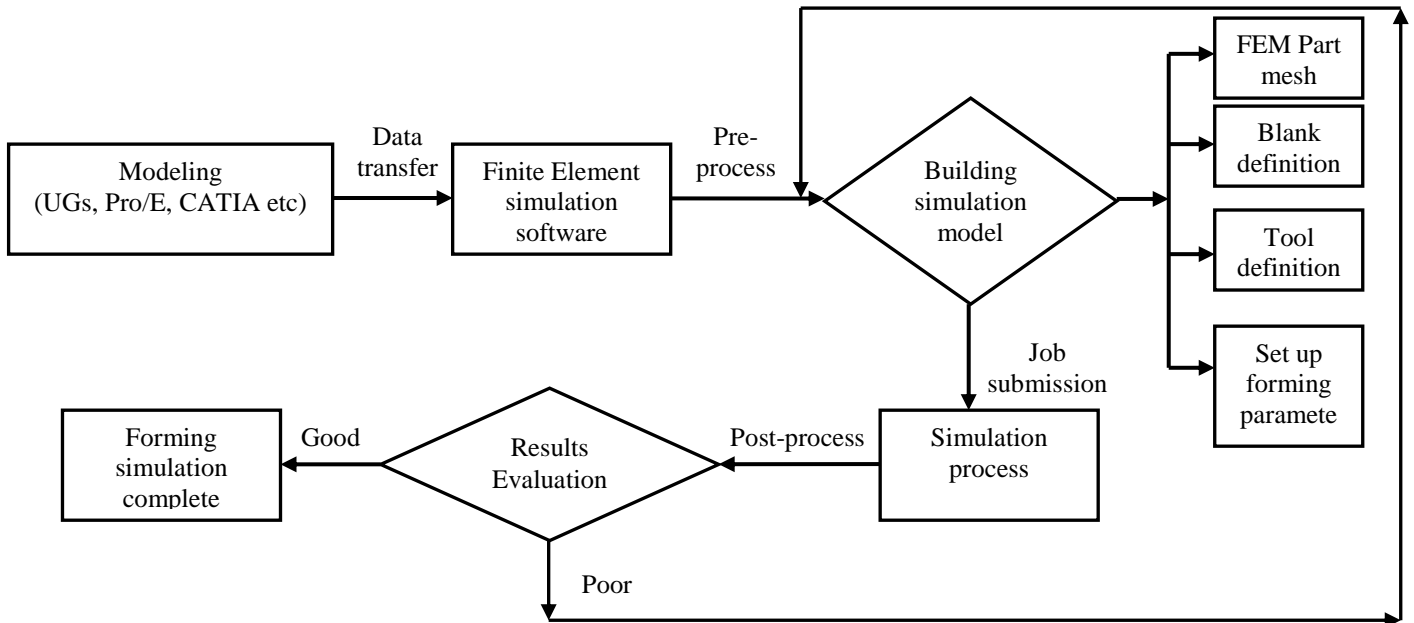 Modeling
(UGs, Pro/E, CATIA etc)
Data
transfer
Finite Element
simulation
software
Pre-
process
Building
simulation
model
FEM Part
mesh
Blank
definition
Tool
definition
Set up
forming
paramete
Job
submission
Simulation
process
Post-process
Results
Evaluation
Good
Forming
simulation
complete
Poor